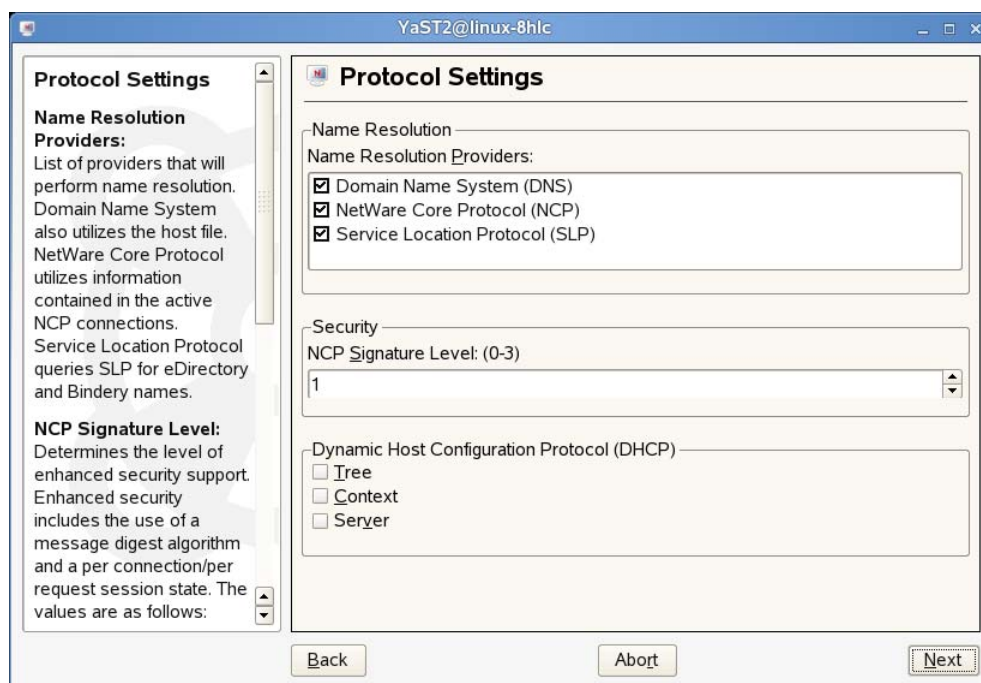 YaST2@linux-8hlc
Protocol Settings
Name Resolution
Providers:
List of providers that will
perform name resolution.
Domain Name System
also utilizes the host file.
NetWare Core Protocol
utilizes information
contained in the active
NCP connections.
Service Location Protocol
queries SLP for eDirectory
and Bindery names.
NCP Signature Level:
Determines the level of
enhanced security support.
Enhanced security
includes the use of a
message digest algorithm
and a per connection/per
request session state. The
values are as follows:
Protocol Settings
Name Resolution
Name Resolution Providers:
Domain Name System (DNS)
NetWare Core Protocol (NCP)
Service Location Protocol (SLP)
Security
NCP Signature Level: (0-3)
1
Dynamic Host Configuration Protocol (DHCP)
Tree
Context
Server
Back
Abort
Next